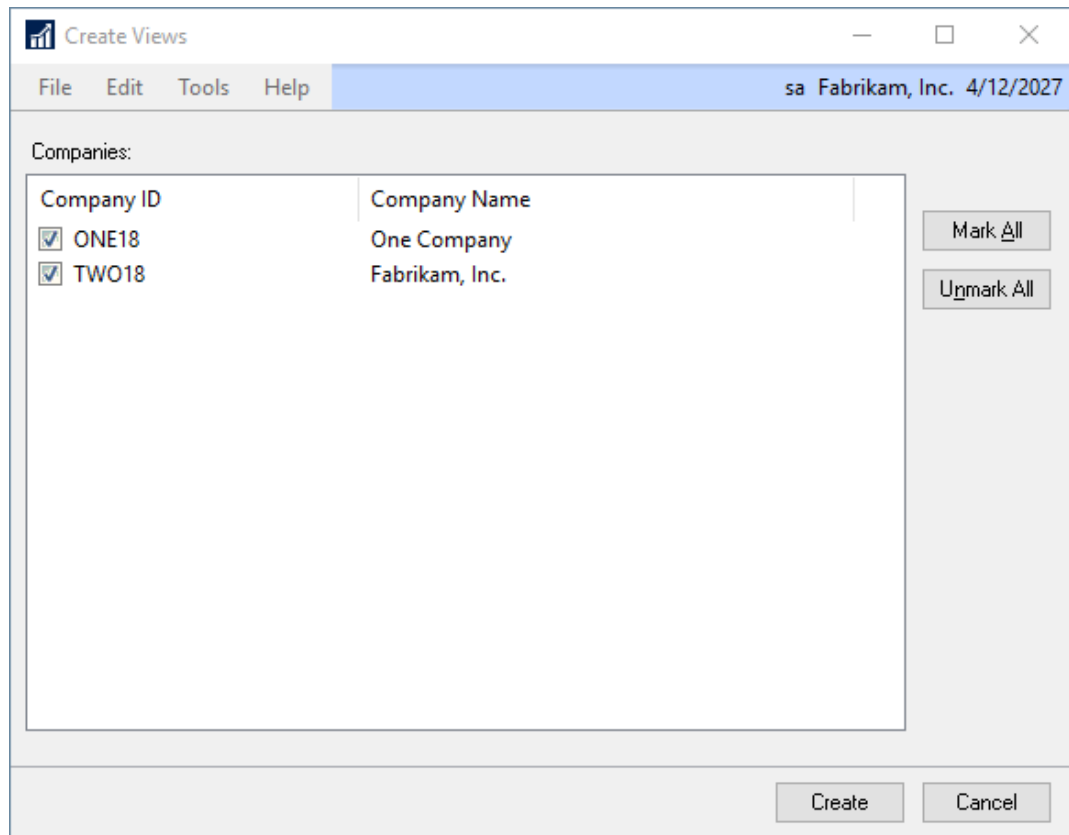 Create Views
File Edit Tools Help sa Fabrikam, Inc. 4/12/2027
Companies:
Company ID Company Name
ONE18 One Company
TWO18 Fabrikam, Inc.
Mark All
Unmark All
Create Cancel